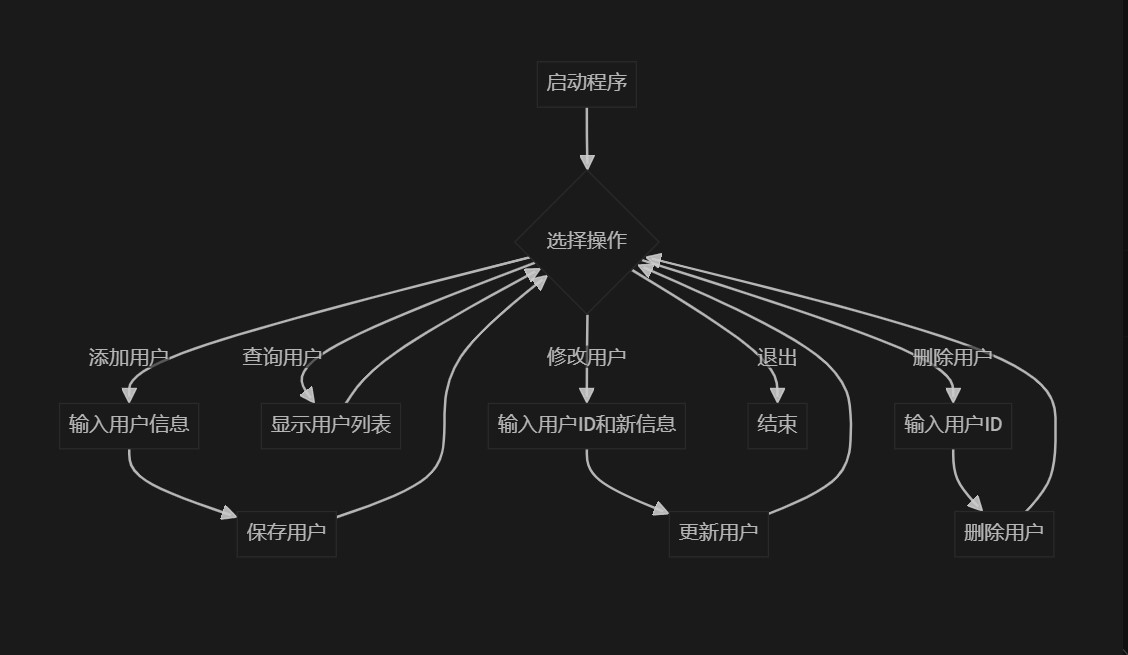 启动程序
选择操作
添加用户
查询用户
修改用户
退出
删除用户
输入用户信息
显示用户列表
输入用户ID和新信息
结束
输入用户ID
保存用户
更新用户
删除用户